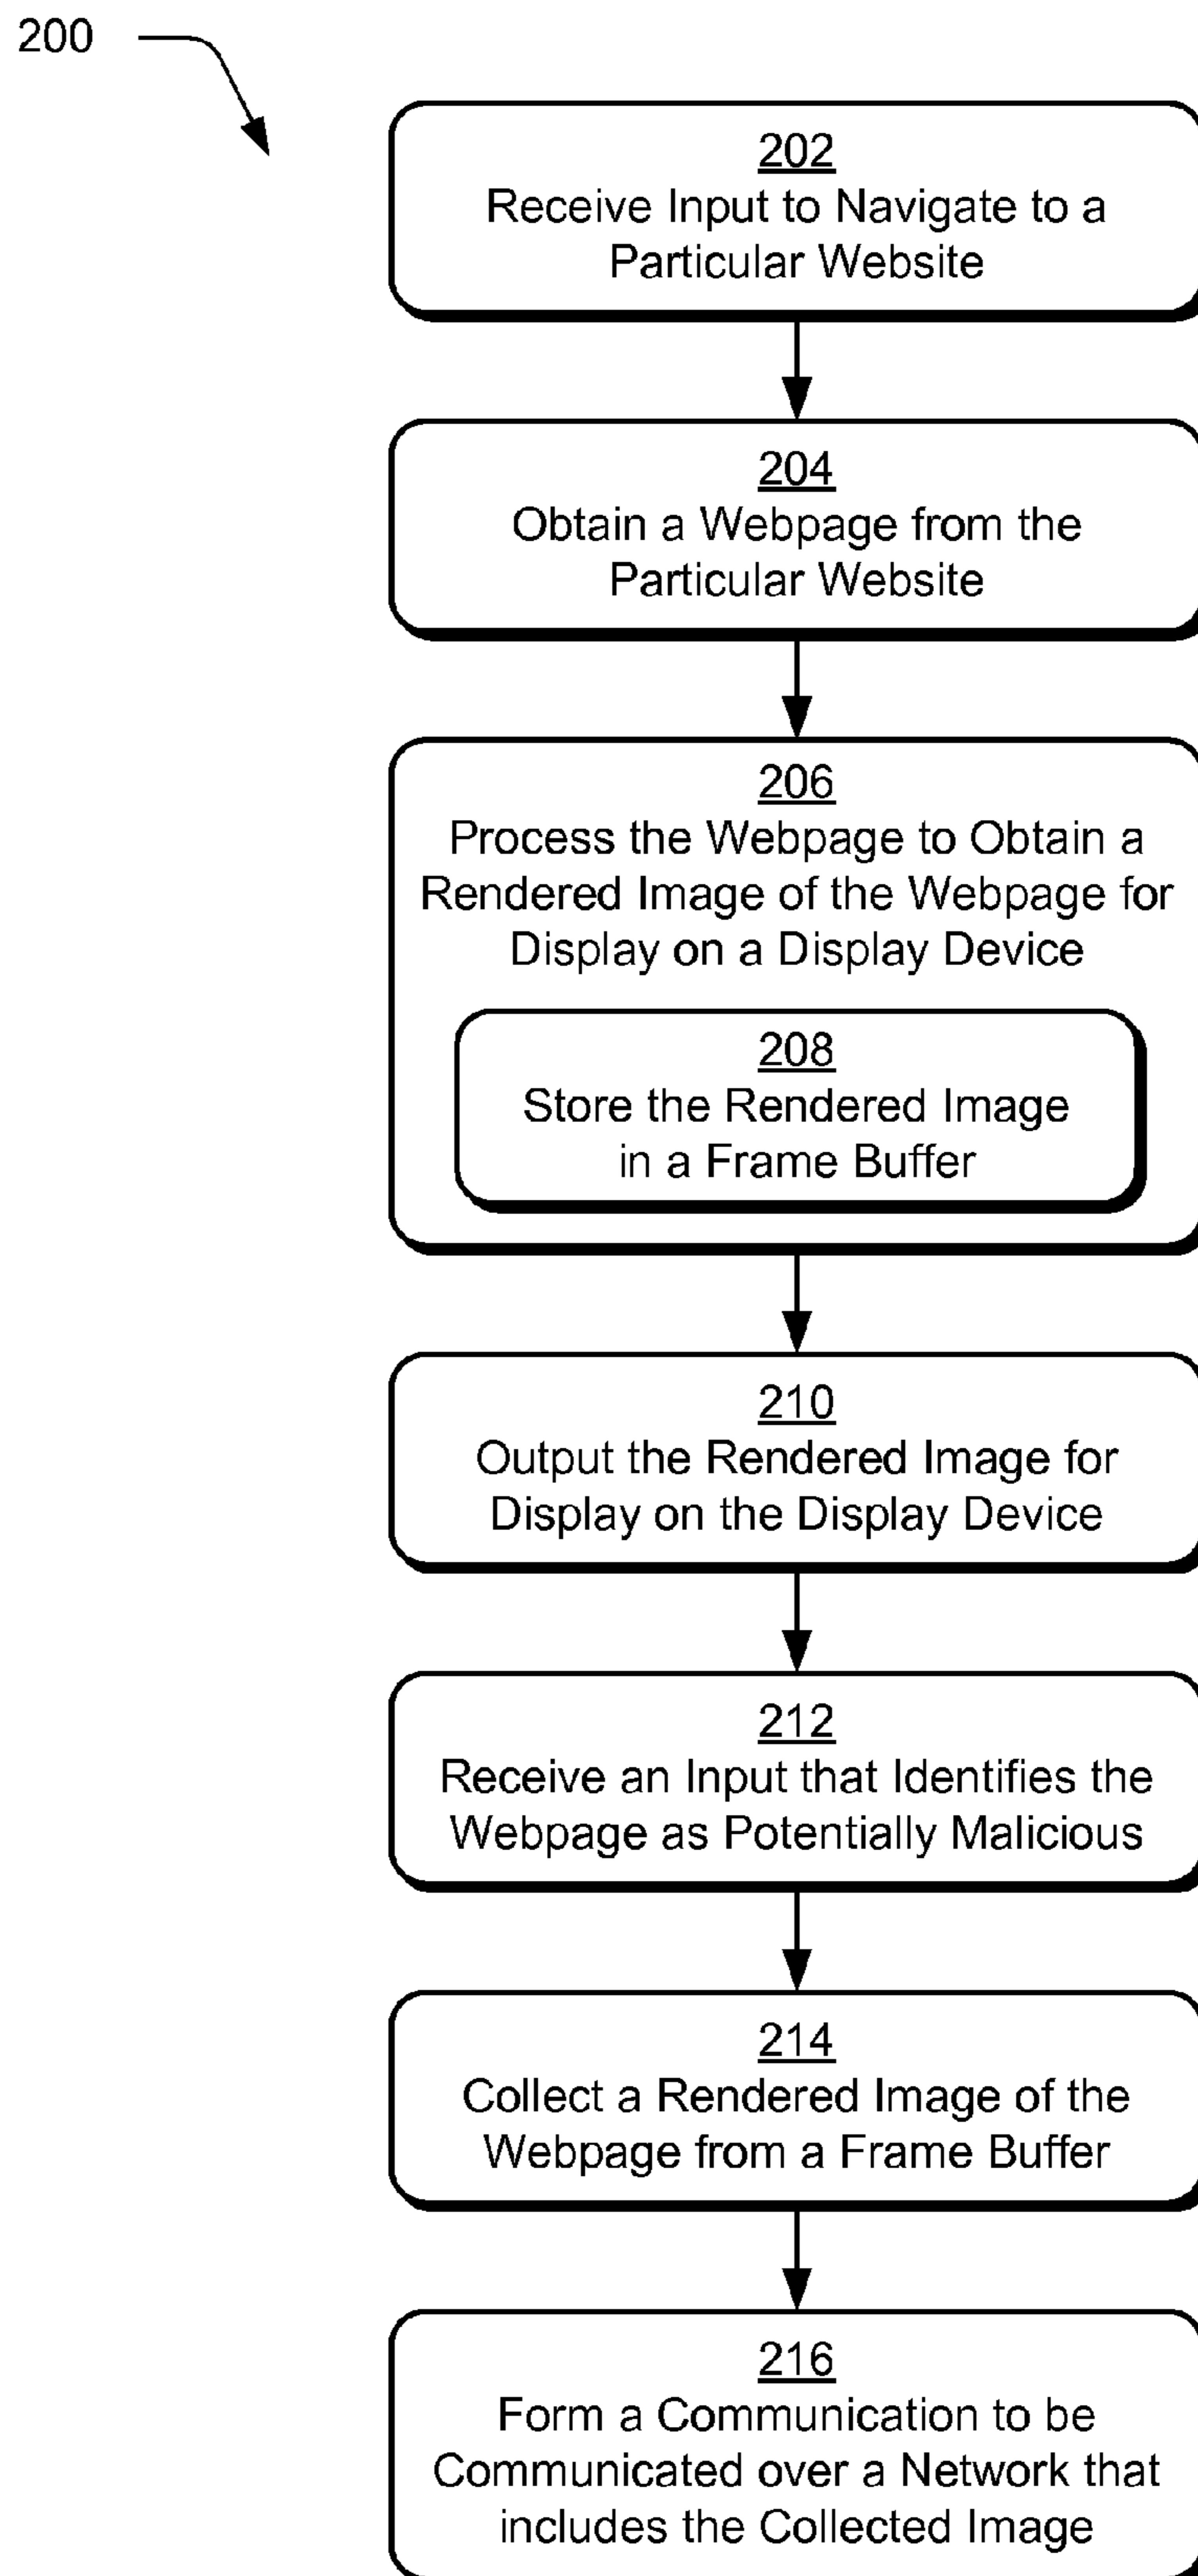 200
202
Receive Input to Navigate to a
Particular Website
204
Obtain a Webpage from the
Particular Website
206
Process the Webpage to Obtain a
Rendered Image of the Webpage for
Display on a Display Device
208
Store the Rendered Image
in a Frame Buffer
210
Output the Rendered Image for
Display on the Display Device
212
Receive an Input that Identifies the
Webpage as Potentially Malicious
214
Collect a Rendered Image of the
Webpage from a Frame Buffer
216
Form a Communication to be
Communicated over a Network that
includes the Collected Image